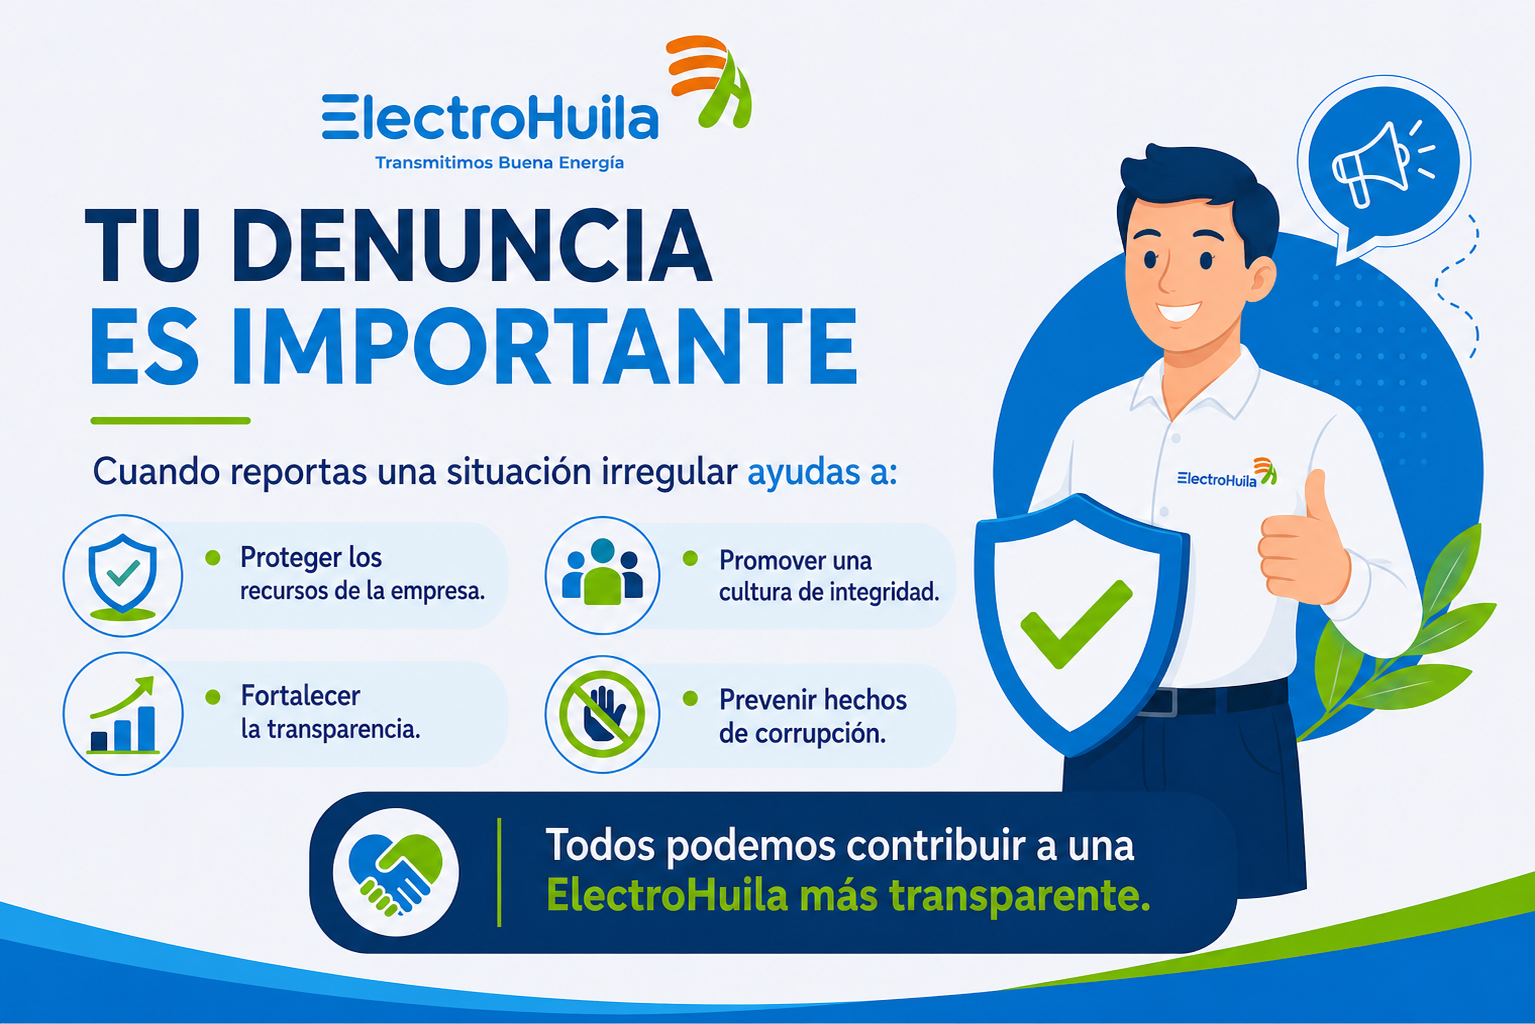 ElectroHuila
Transmitimos Buena Energía
TU DENUNCIA
ES IMPORTANTE
Cuando reportas una situación irregular ayudas a:
Proteger los
recursos de la empresa.
Promover una
cultura de integridad.
Fortalecer
la transparencia.
Prevenir hechos
de corrupción.
ElectroHuila
Todos podemos contribuir a una
ElectroHuila más transparente.